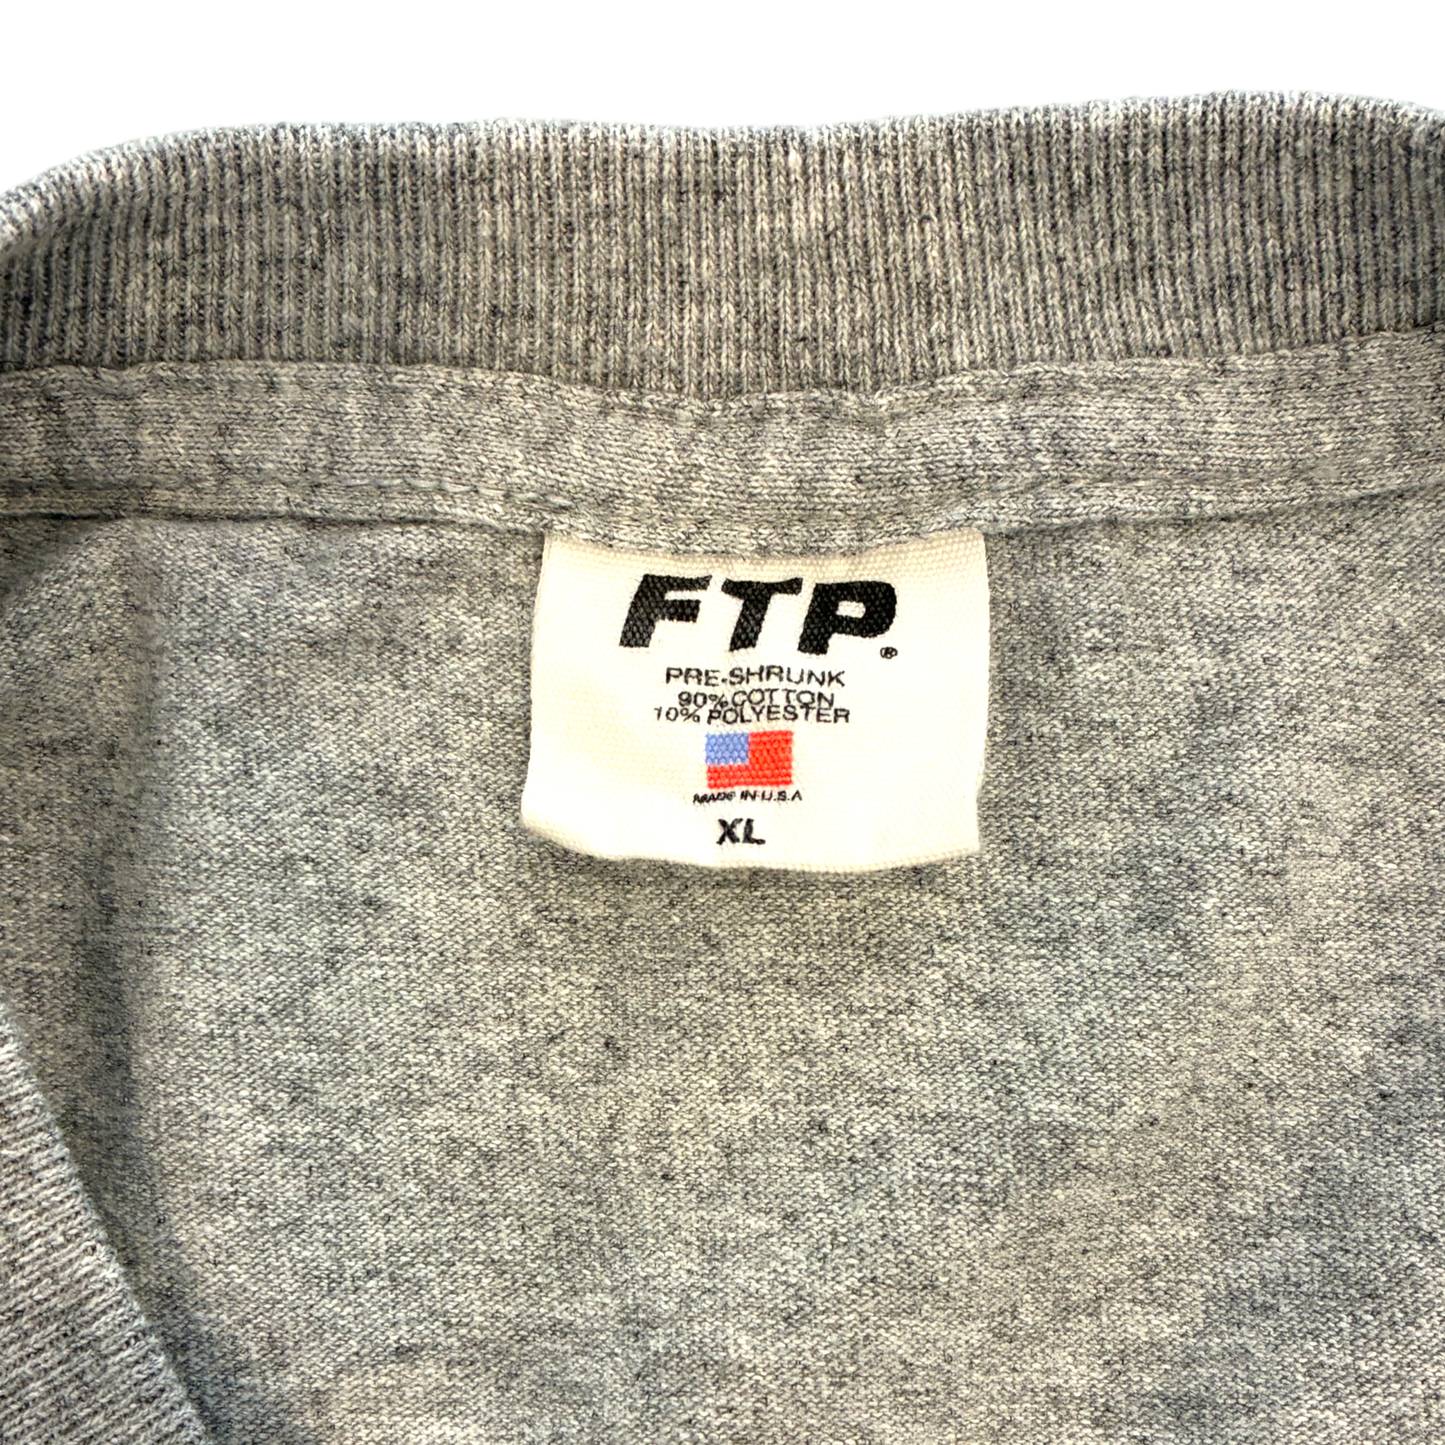 FTP®
PRE-SHRUNK
90% COTTON
10% POLYESTER
MADE IN U.S.A
XL